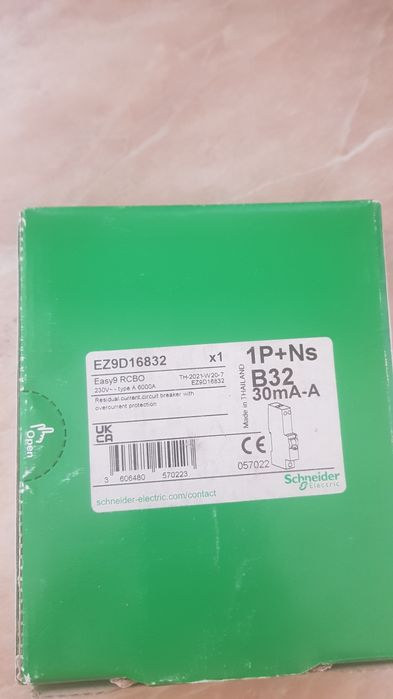 EZ9D16832 x1
Easy9 RCBO TH-2021-W20-7
230V~ - type A 6000A EZ9D16832
Residual current circuit breaker with
overcurrent protection
1P+Ns
B32
30mA-A
Made in THAILAND
UK
CA
CE
057022
3 606480 570223
schneider-electric.com/contact
Schneider
Electric
Open